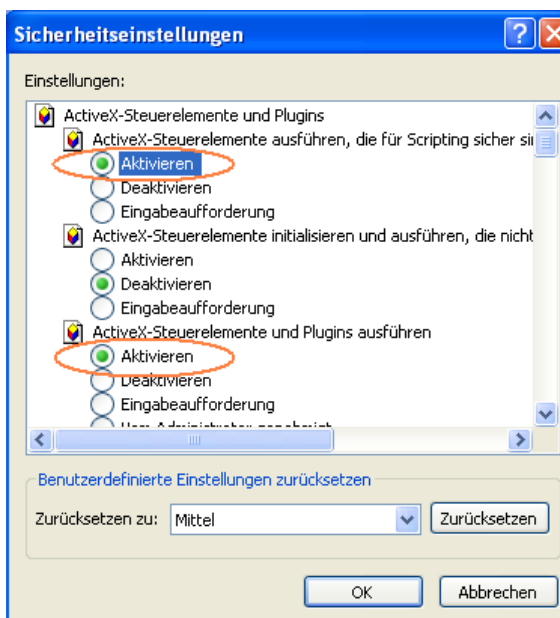 Sicherheitseinstellungen
Einstellungen:
ActiveX-Steuerelemente und Plugins
ActiveX-Steuerelemente ausführen, die für Scripting sicher
Aktivieren
Deaktivieren
Eingabeaufforderung
ActiveX-Steuerelemente initialisieren und ausführen, die nicht
Aktivieren
Deaktivieren
Eingabeaufforderung
ActiveX-Steuerelemente und Plugins ausführen
Aktivieren
Deaktivieren
Eingabeaufforderung
Benutzerdefinierte Einstellungen zurücksetzen
Zurücksetzen zu: Mittel Zurücksetzen
OK Abbrechen